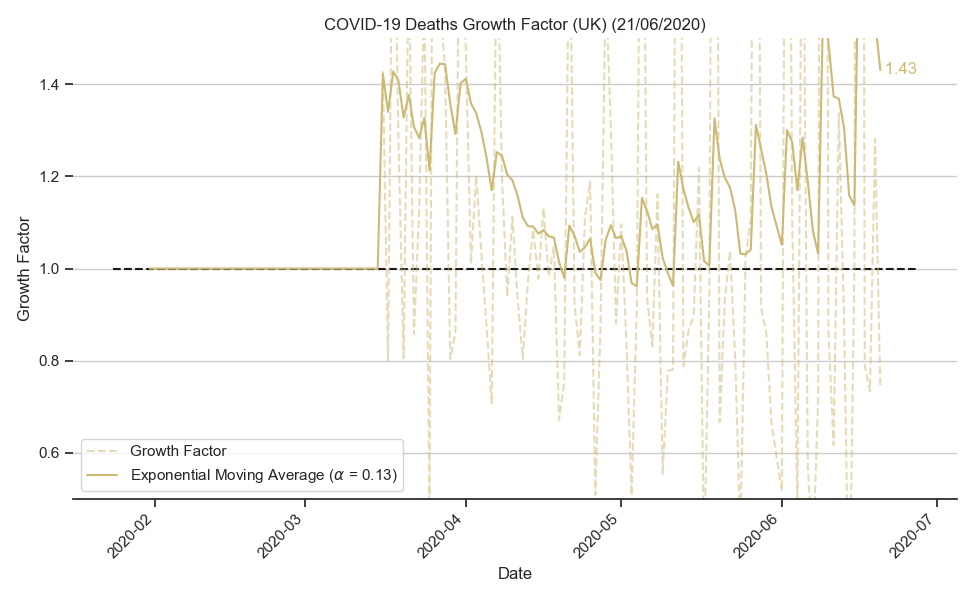 COVID-19 Deaths Growth Factor (UK) (21/06/2020)
1.43
1.4
1.2
1.0
0.8
0.6
Growth Factor
Growth Factor
Exponential Moving Average (α = 0.13)
2020-02
2020-03
2020-04
2020-05
2020-06
2020-07
Date